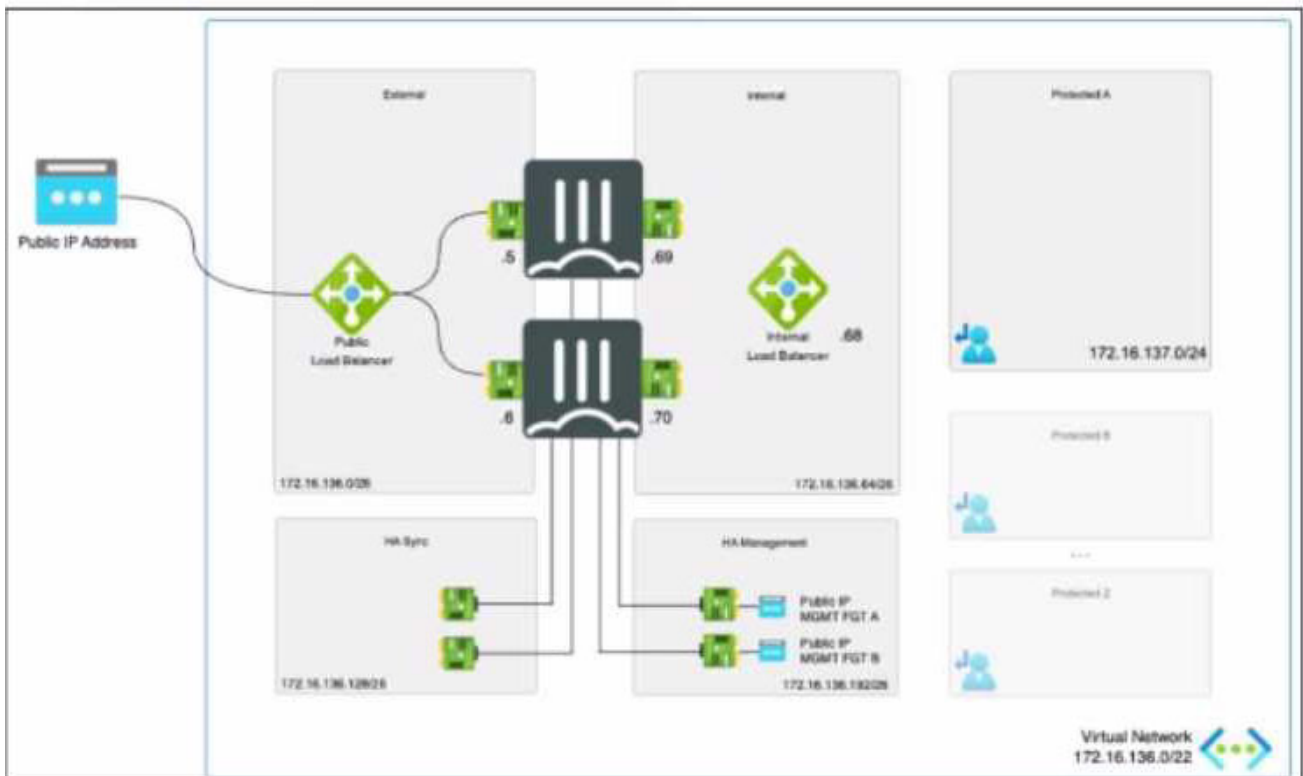 External
Internal
Protected A
Public IP Address
.5
.69
Public
Load Balancer
Internal
Load Balancer
.68
172.16.137.0/24
.6
.70
Protected B
172.16.136.0/26
172.16.136.64/26
HA Sync
HA Management
...
Protected Z
Public IP
MGMT FGT A
Public IP
MGMT FGT B
172.16.136.128/26
172.16.136.192/26
Virtual Network
172.16.136.0/22